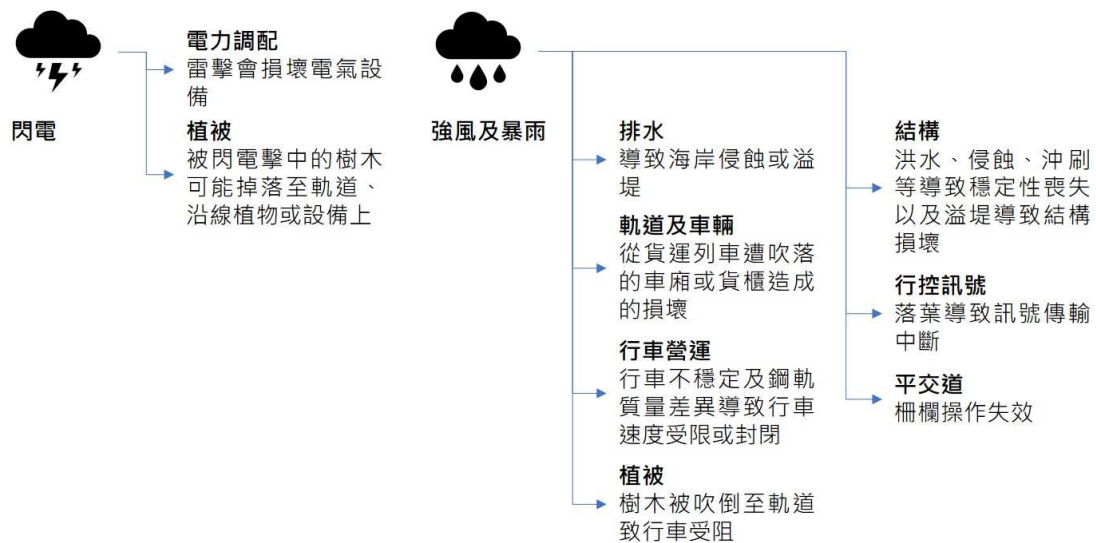 閃電
電力調配
雷擊會損壞電氣設
備
植被
被閃電擊中的樹木
可能掉落至軌道、
沿線植物或設備上
強風及暴雨
排水
導致海岸侵蝕或溢
堤
軌道及車輛
從貨運列車遭吹落
的車廂或貨櫃造成
的損壞
行車營運
行車不穩定及鋼軌
質量差異導致行車
速度受限或封閉
植被
樹木被吹倒至軌道
致行車受阻
結構
洪水、侵蝕、沖刷
等導致穩定性喪失
以及溢堤導致結構
損壞
行控訊號
落葉導致訊號傳輸
中斷
平交道
柵欄操作失效